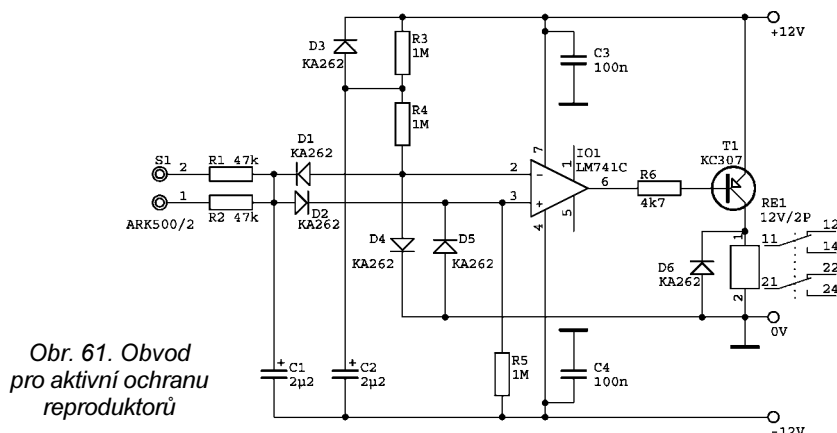 +12V
D3
KA262
R3
1M
R4
1M
C3
100n
S1
2
R1 47k
D1
KA262
1
R2 47k
D2
KA262
ARK500/2
D4
KA262
D5
KA262
2
3
7
1
IO1
LM741C
6
4
5
R6
4k7
T1
KC307
RE1
12V/2P
1
2
11
12
14
21
22
24
D6
KA262
0V
C1
2µ2
C2
2µ2
R5
1M
C4
100n
-12V
+
+
-
+
Obr. 61. Obvod
pro aktivní ochranu
reproduktorů